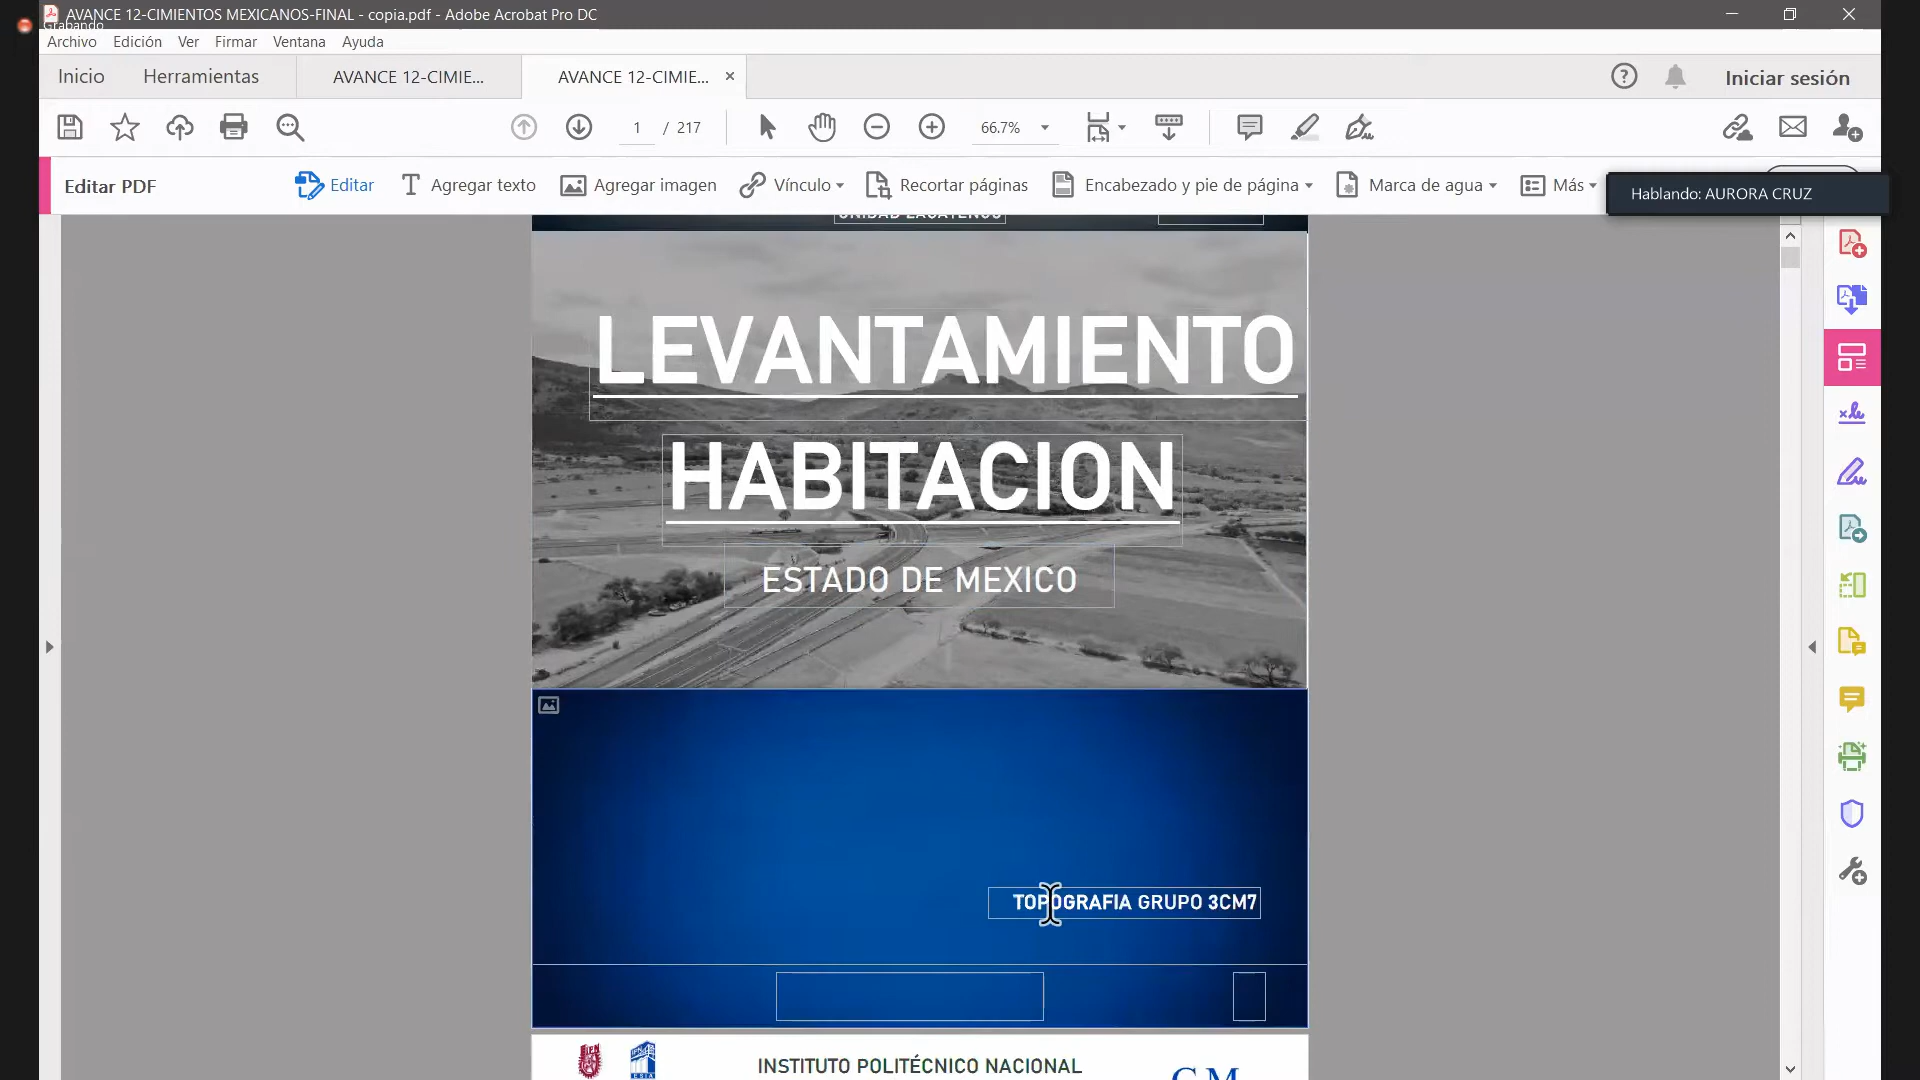 AVANCE 12-CIMIENTOS MEXICANOS-FINAL - copia.pdf - Adobe Acrobat Pro DC
Grabando
Archivo Edición Ver Firmar Ventana Ayuda
Inicio Herramientas AVANCE 12-CIMIE... AVANCE 12-CIMIE... ×
Iniciar sesión
1 / 217 66.7%
Editar PDF Editar Agregar texto Agregar imagen Vínculo Recortar páginas Encabezado y pie de página Marca de agua Más
Hablando: AURORA CRUZ
UNIDAD ZACATENCO
LEVANTAMIENTO
HABITACION
ESTADO DE MEXICO
TOPOGRAFIA GRUPO 3CM7
INSTITUTO POLITÉCNICO NACIONAL